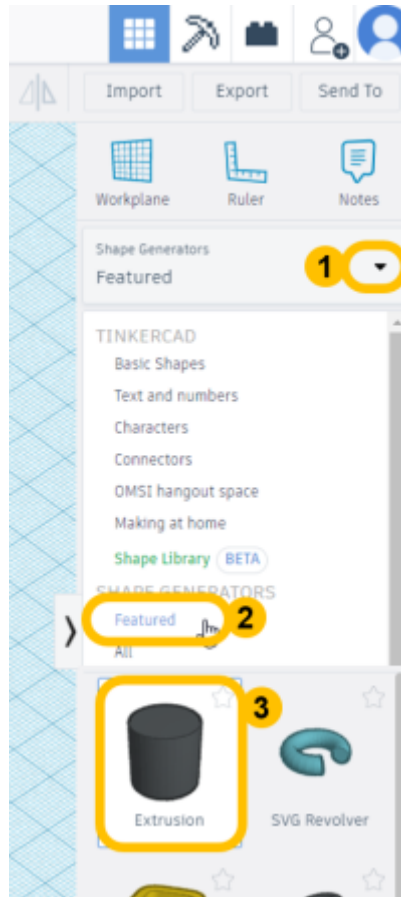 Import Export Send To
Workplane Ruler Notes
Shape Generators
Featured
1
TINKERCAD
Basic Shapes
Text and numbers
Characters
Connectors
OMSI hangout space
Making at home
Shape Library BETA
SHAPE GENERATORS
Featured
2
All
3
Extrusion SVG Revolver